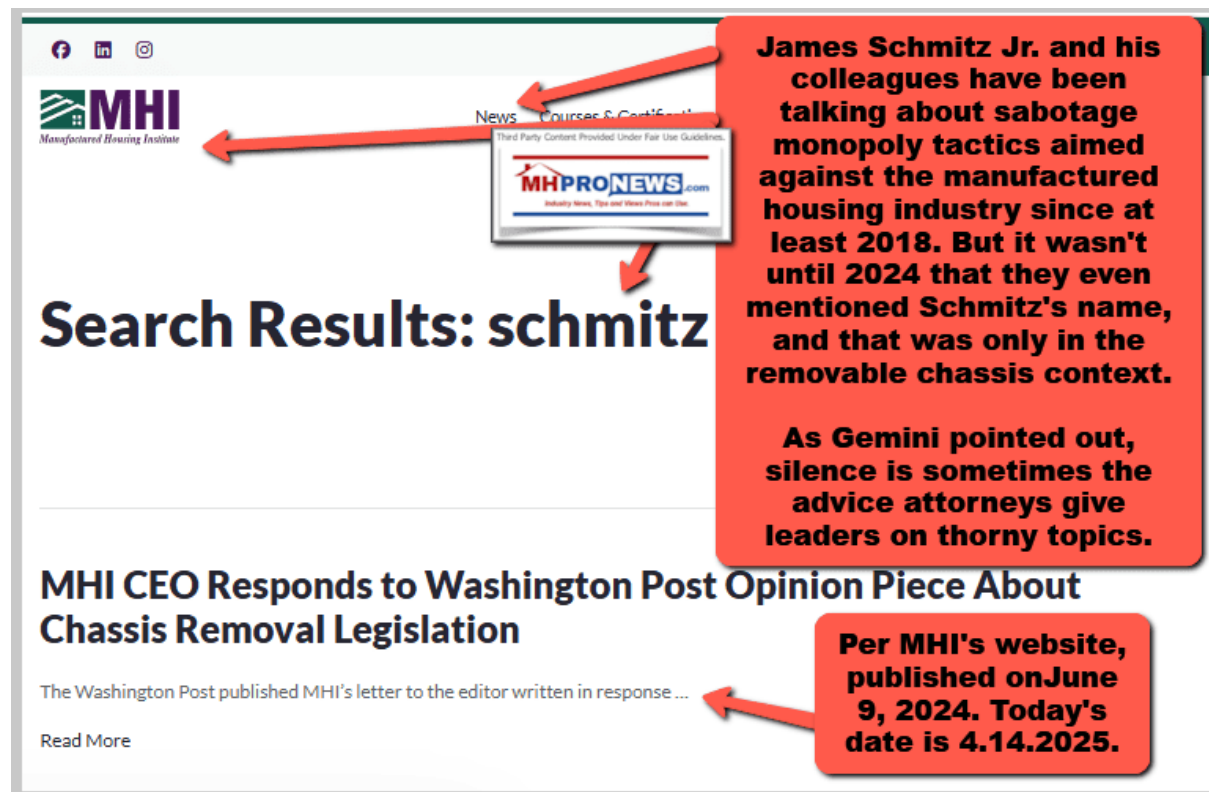 MHI
Manufactured Housing Institute
News
Third Party Content Provided Under Fair Use Guidelines.
MHPRONEWS.com
Industry News, Tips and Views Pros can Use.
James Schmitz Jr. and his
colleagues have been
talking about sabotage
monopoly tactics aimed
against the manufactured
housing industry since at
least 2018. But it wasn't
until 2024 that they even
mentioned Schmitz's name,
and that was only in the
removable chassis context.
As Gemini pointed out,
silence is sometimes the
advice attorneys give
leaders on thorny topics.
Search Results: schmitz
MHI CEO Responds to Washington Post Opinion Piece About
Chassis Removal Legislation
The Washington Post published MHI’s letter to the editor written in response ...
Read More
Per MHI's website,
published onJune
9, 2024. Today's
date is 4.14.2025.